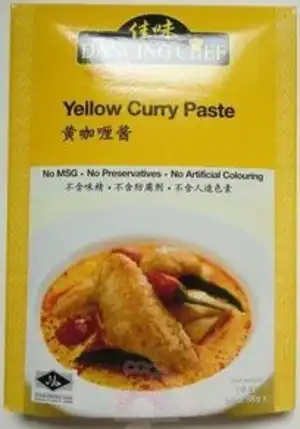 佳味
DANCING CHEF
Yellow Curry Paste
黄咖喱酱
No MSG • No Preservatives • No Artificial Colouring
不含味精 • 不含防腐剂 • 不含人造色素